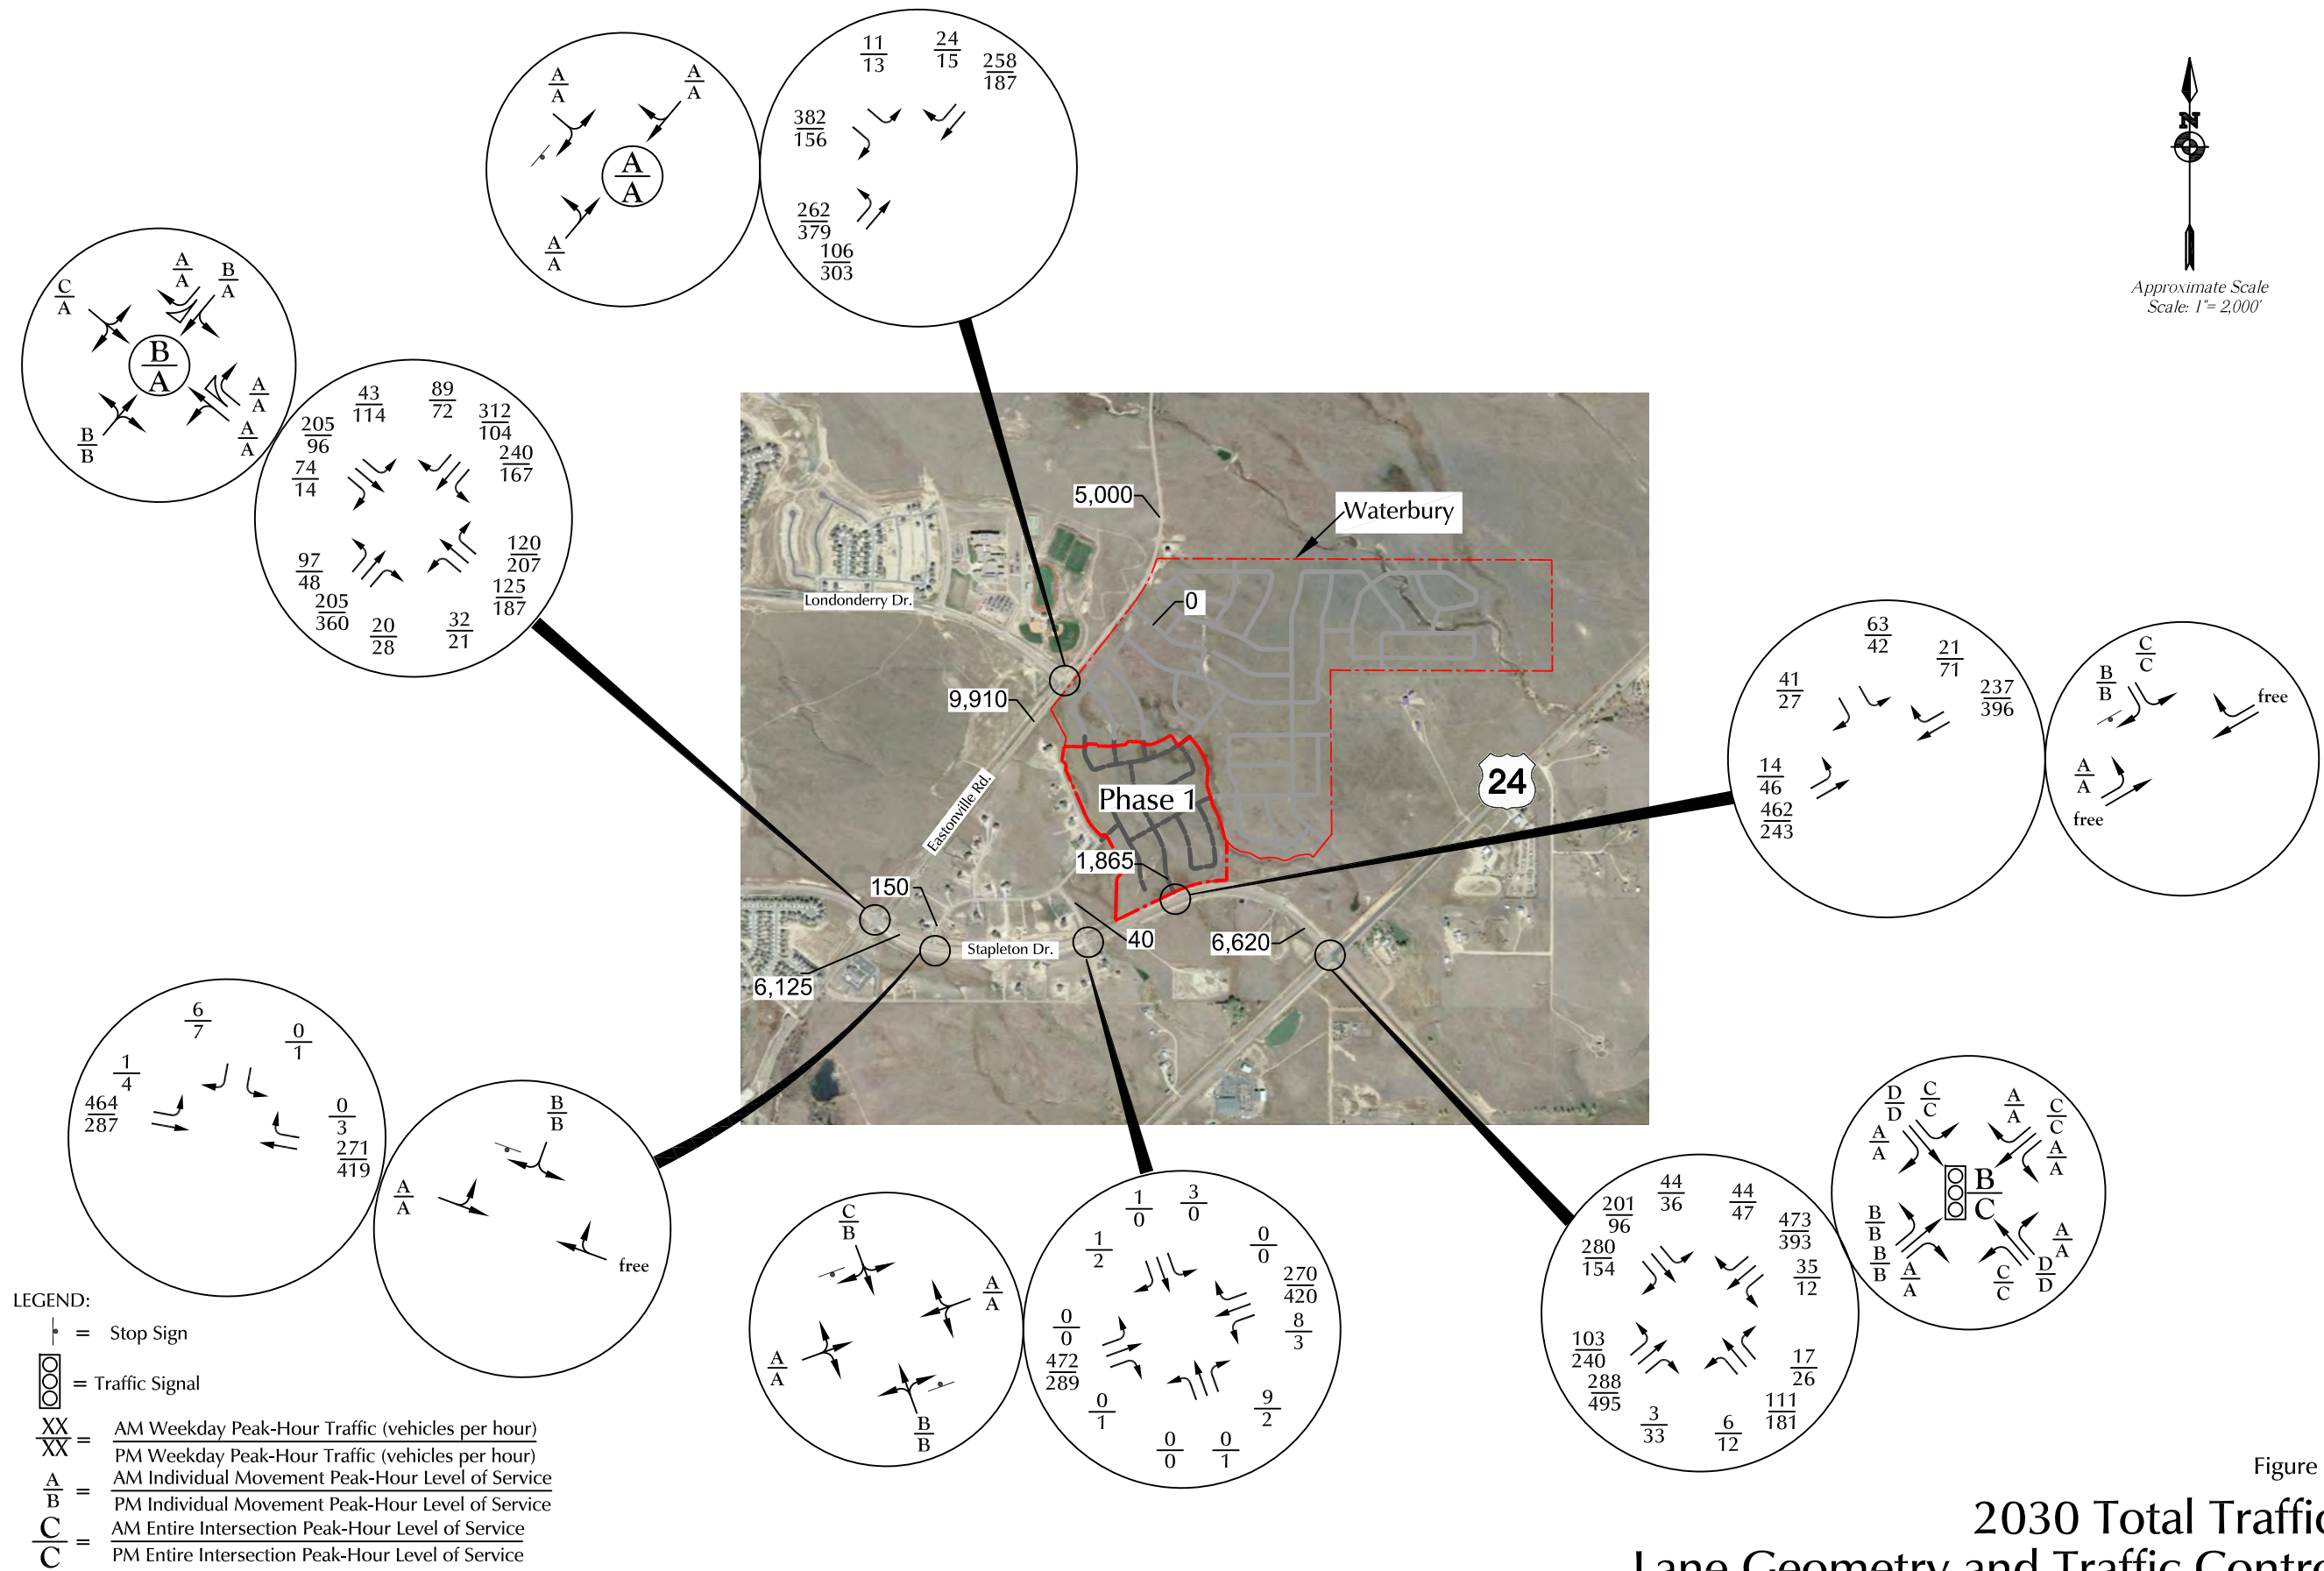 A
A
A
A
A
A
A
A
11
13
24
15
258
187
382
156
262
379
106
303
N
Approximate Scale
Scale: 1"= 2,000'
C
A
A
A
B
A
B
A
A
A
A
A
B
B
43
114
89
72
312
104
205
96
240
167
74
14
120
207
97
48
125
187
205
360
20
28
32
21
5,000
Waterbury
Londonderry Dr.
0
9,910
24
Phase 1
Eastonville Rd.
1,865
150
40
Stapleton Dr.
6,620
6,125
63
42
21
71
41
27
237
396
14
46
462
243
C
C
B
B
free
A
A
free
6
7
0
1
1
4
464
287
0
3
271
419
B
B
A
A
free
C
B
A
A
A
A
B
B
1
0
3
0
1
2
0
0
270
420
0
0
8
3
472
289
0
1
9
2
0
0
0
1
44
36
44
47
201
96
473
393
280
154
35
12
103
240
17
26
288
495
111
181
3
33
6
12
D
D
C
C
A
A
C
C
A
A
A
A
B
C
B
B
A
A
B
B
A
A
C
C
D
D
LEGEND:
= Stop Sign
= Traffic Signal
XX
XX
=
AM Weekday Peak-Hour Traffic (vehicles per hour)
PM Weekday Peak-Hour Traffic (vehicles per hour)
A
B
=
AM Individual Movement Peak-Hour Level of Service
PM Individual Movement Peak-Hour Level of Service
C
C
=
AM Entire Intersection Peak-Hour Level of Service
PM Entire Intersection Peak-Hour Level of Service
Figure
2030 Total Traffic
Lane Geometry and Traffic Contro